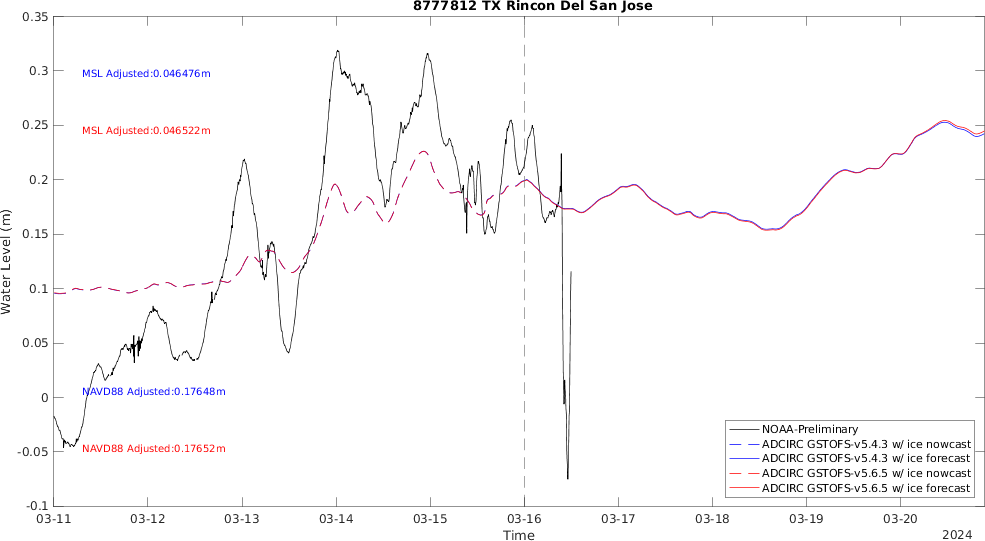 8777812 TX Rincon Del San Jose
Water Level (m)
0.35
0.3
0.25
0.2
0.15
0.1
0.05
0
-0.05
-0.1
MSL Adjusted:0.046476m
MSL Adjusted:0.046522m
NAVD88 Adjusted:0.17648m
NAVD88 Adjusted:0.17652m
NOAA-Preliminary
ADCIRC GSTOFS-v5.4.3 w/ ice nowcast
ADCIRC GSTOFS-v5.4.3 w/ ice forecast
ADCIRC GSTOFS-v5.6.5 w/ ice nowcast
ADCIRC GSTOFS-v5.6.5 w/ ice forecast
03-11 03-12 03-13 03-14 03-15 03-16 03-17 03-18 03-19 03-20
Time
2024